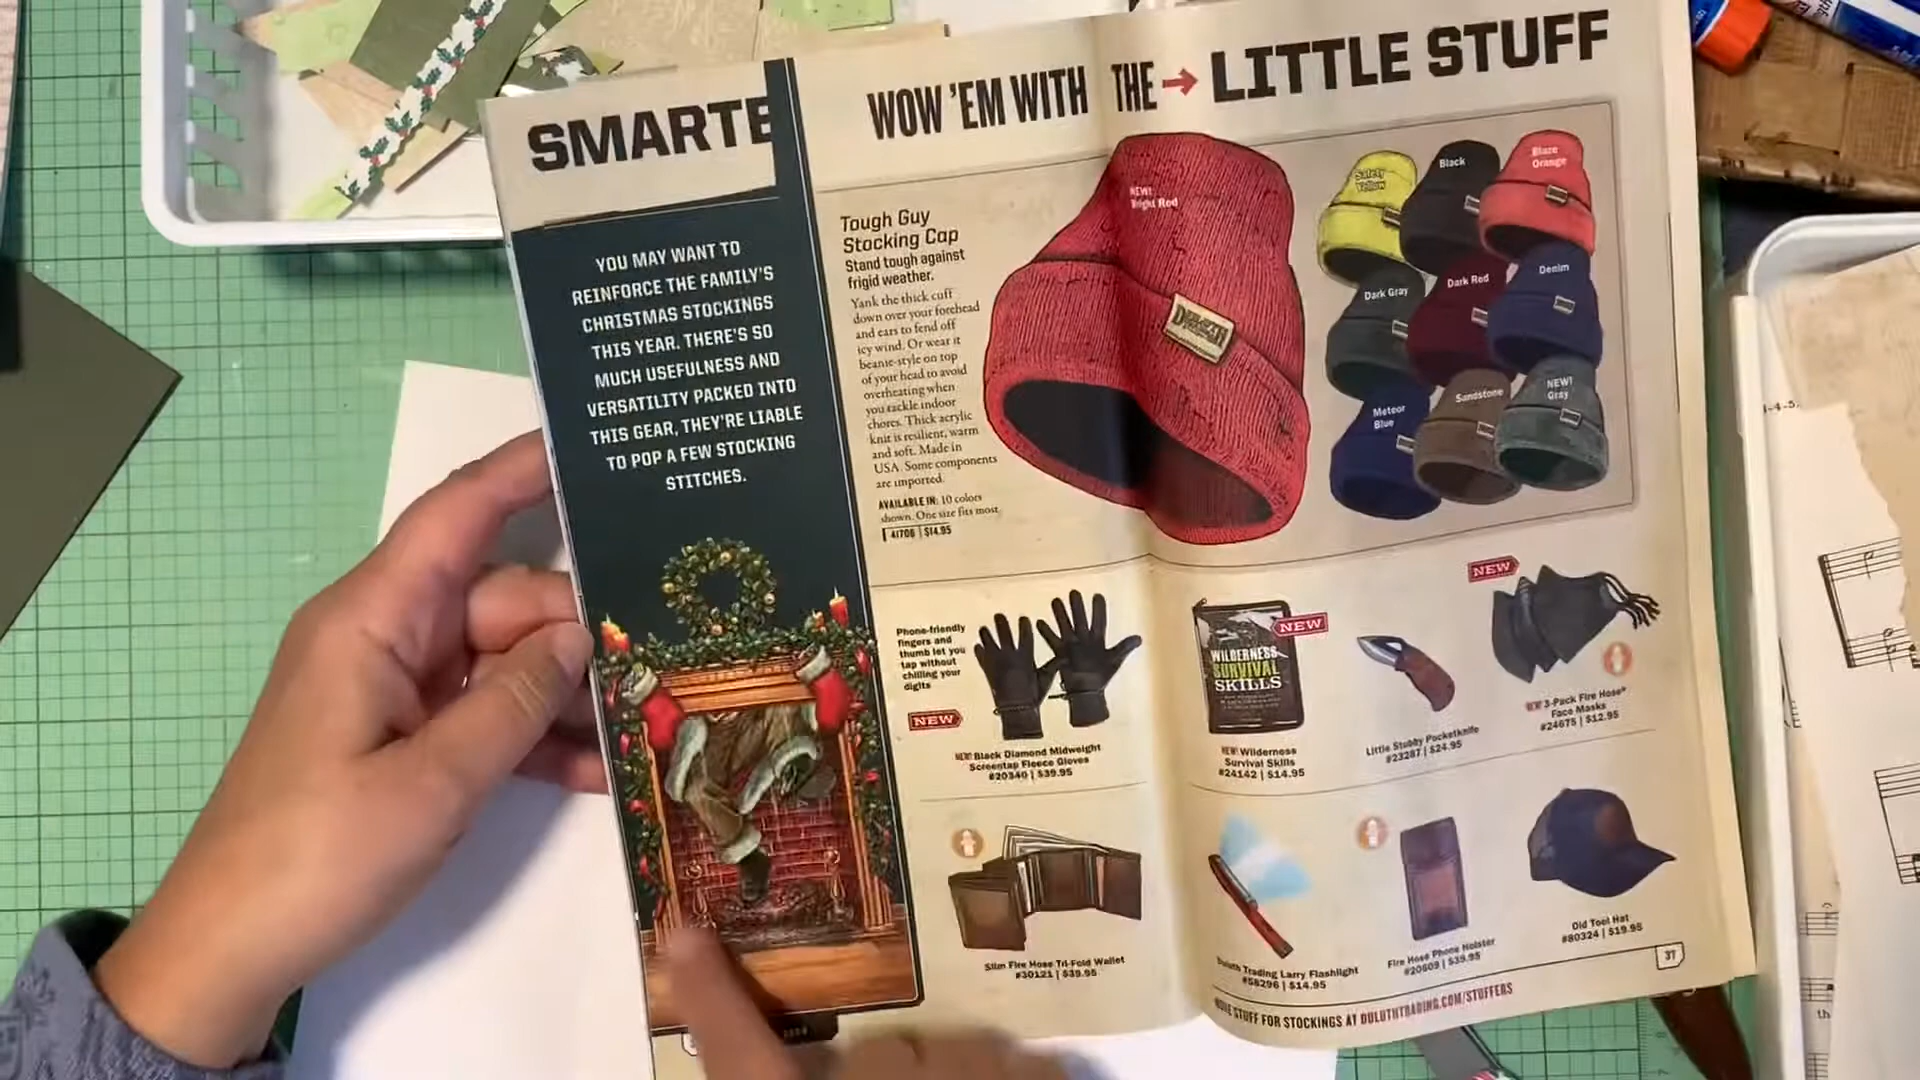 SMARTE
WOW 'EM WITH THE → LITTLE STUFF
YOU MAY WANT TO
REINFORCE THE FAMILY'S
CHRISTMAS STOCKINGS
THIS YEAR. THERE'S SO
MUCH USEFULNESS AND
VERSATILITY PACKED INTO
THIS GEAR, THEY'RE LIABLE
TO POP A FEW STOCKING
STITCHES.
Tough Guy
Stocking Cap
Stand tough against
frigid weather.
Yank the thick cuff
down over your forehead
and ears to fend off
icy wind. Or wear it
beanie-style on top
of your head to avoid
overheating when
you tackle indoor
chores. Thick acrylic
knit is resilient, warm
and soft. Made in
USA. Some components
are imported.
AVAILABLE IN: 10 colors
shown. One size fits most.
41706 | $14.95
NEW!
Bright Red
DULUTH
Safety
Yellow
Black
Blaze
Orange
Dark Gray
Dark Red
Denim
Meteor
Blue
Sandstone
NEW!
Gray
Phone-friendly
fingers and
thumb let you
tap without
chilling your
digits
NEW
NEW! Black Diamond Midweight
Screentap Fleece Gloves
#20340 | $39.95
WILDERNESS
SURVIVAL
SKILLS
NEW
NEW! Wilderness
Survival Skills
#24142 | $14.95
Little Stubby Pocketknife
#23287 | $24.95
NEW
NEW! 3-Pack Fire Hose®
Face Masks
#24675 | $12.95
Slim Fire Hose Tri-Fold Wallet
#30121 | $39.95
Duluth Trading Larry Flashlight
#58296 | $14.95
Fire Hose Phone Holster
#20609 | $39.95
Old Tool Hat
#80324 | $19.95
37
MORE STUFF FOR STOCKINGS AT DULUTHTRADING.COM/STUFFERS
1-4-5.
th